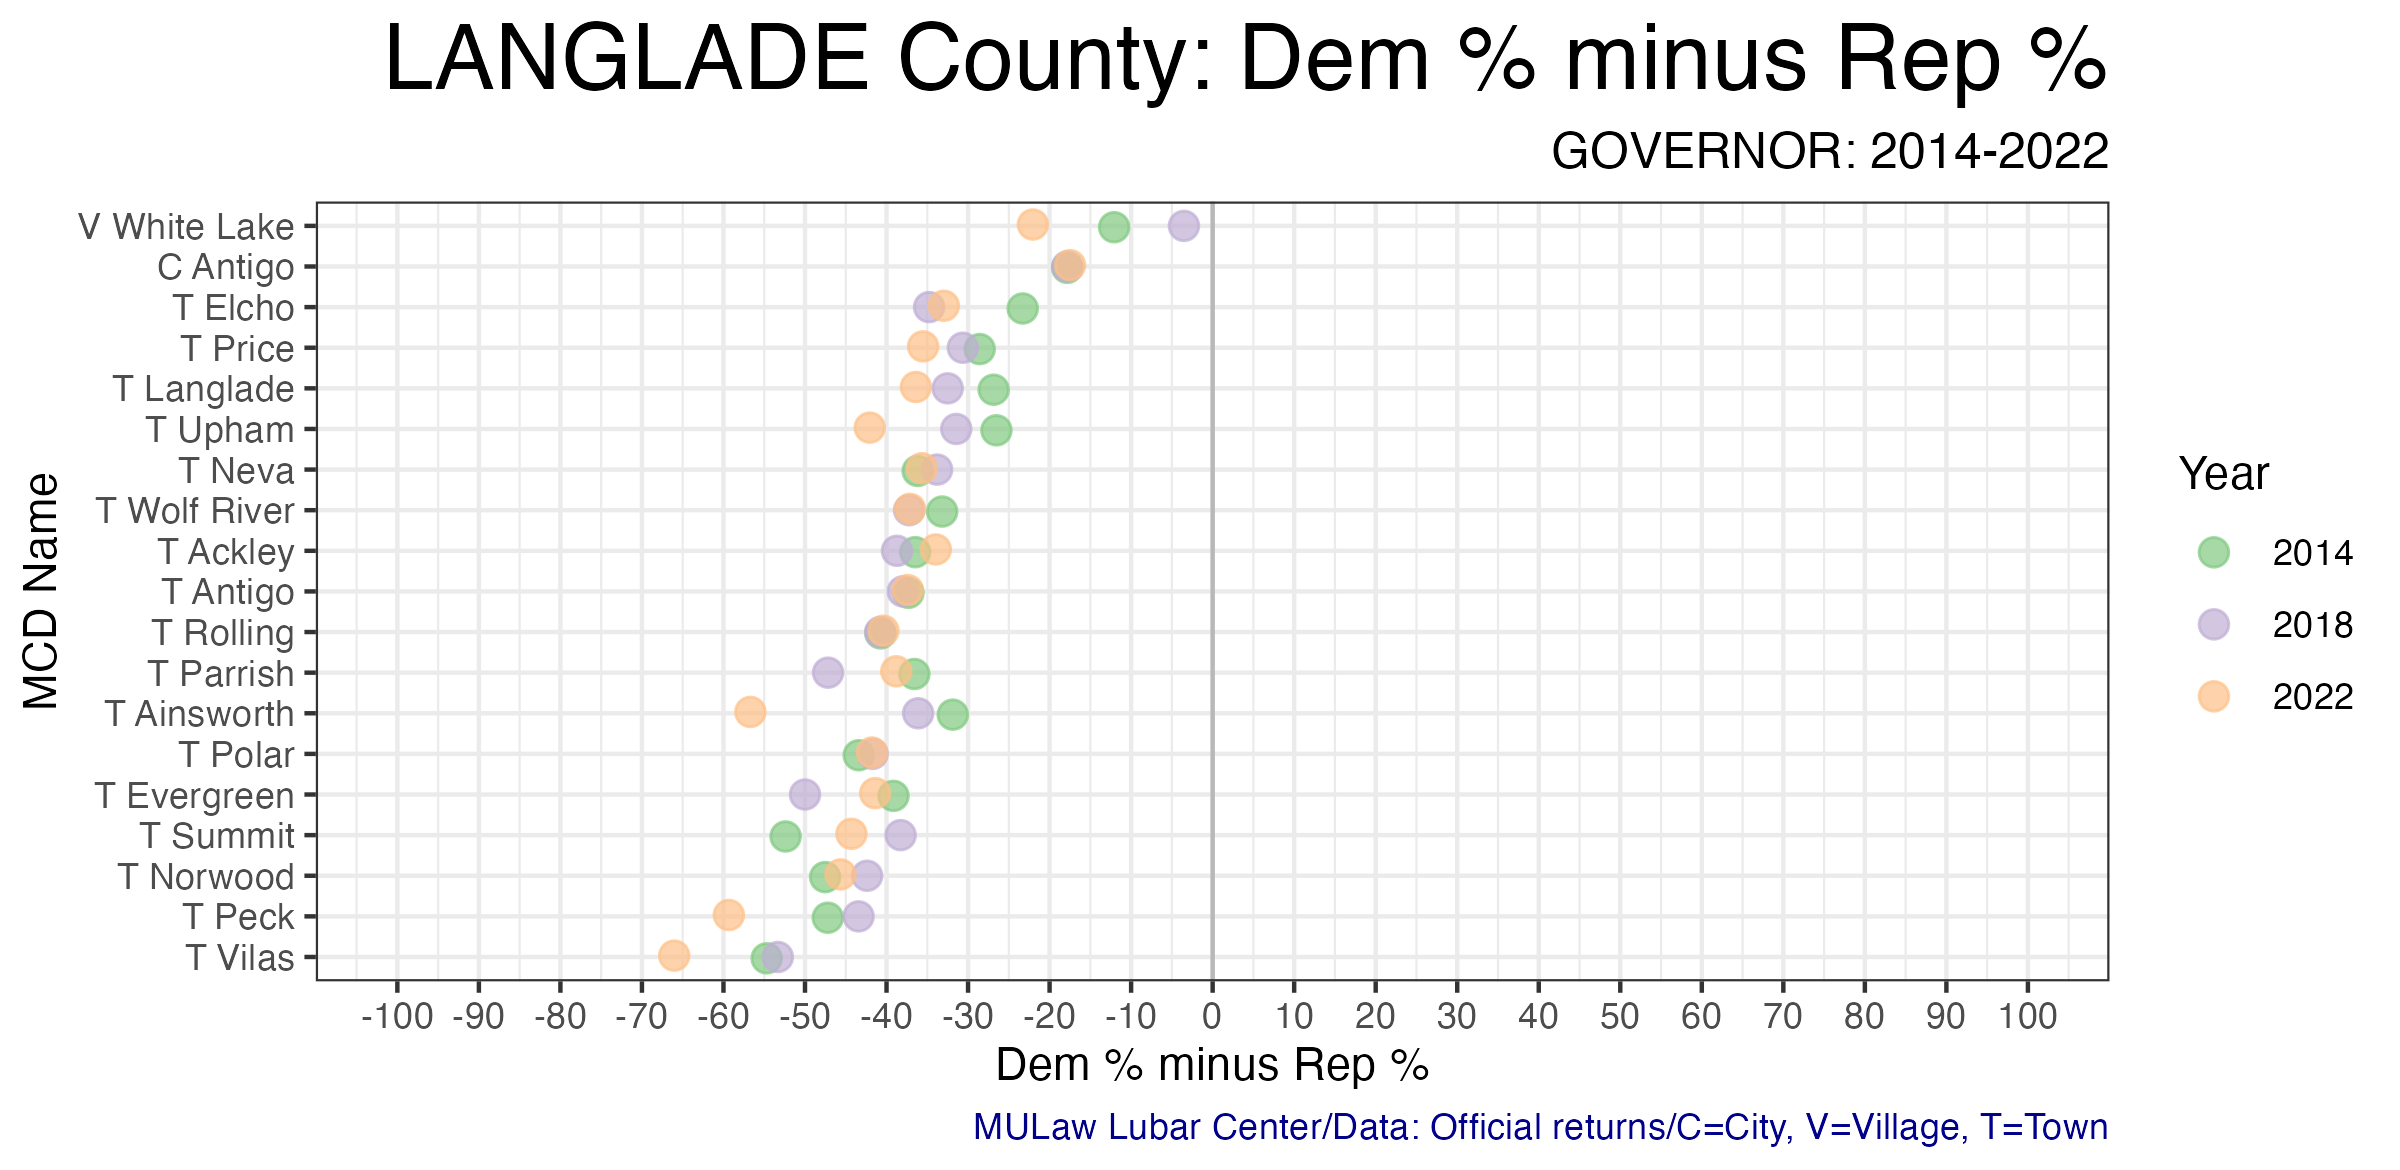 LANGLADE County: Dem % minus Rep %
GOVERNOR: 2014-2022
MCD Name
V White Lake
C Antigo
T Elcho
T Price
T Langlade
T Upham
T Neva
T Wolf River
T Ackley
T Antigo
T Rolling
T Parrish
T Ainsworth
T Polar
T Evergreen
T Summit
T Norwood
T Peck
T Vilas
-100 -90 -80 -70 -60 -50 -40 -30 -20 -10 0 10 20 30 40 50 60 70 80 90 100
Dem % minus Rep %
Year
2014
2018
2022
MULaw Lubar Center/Data: Official returns/C=City, V=Village, T=Town